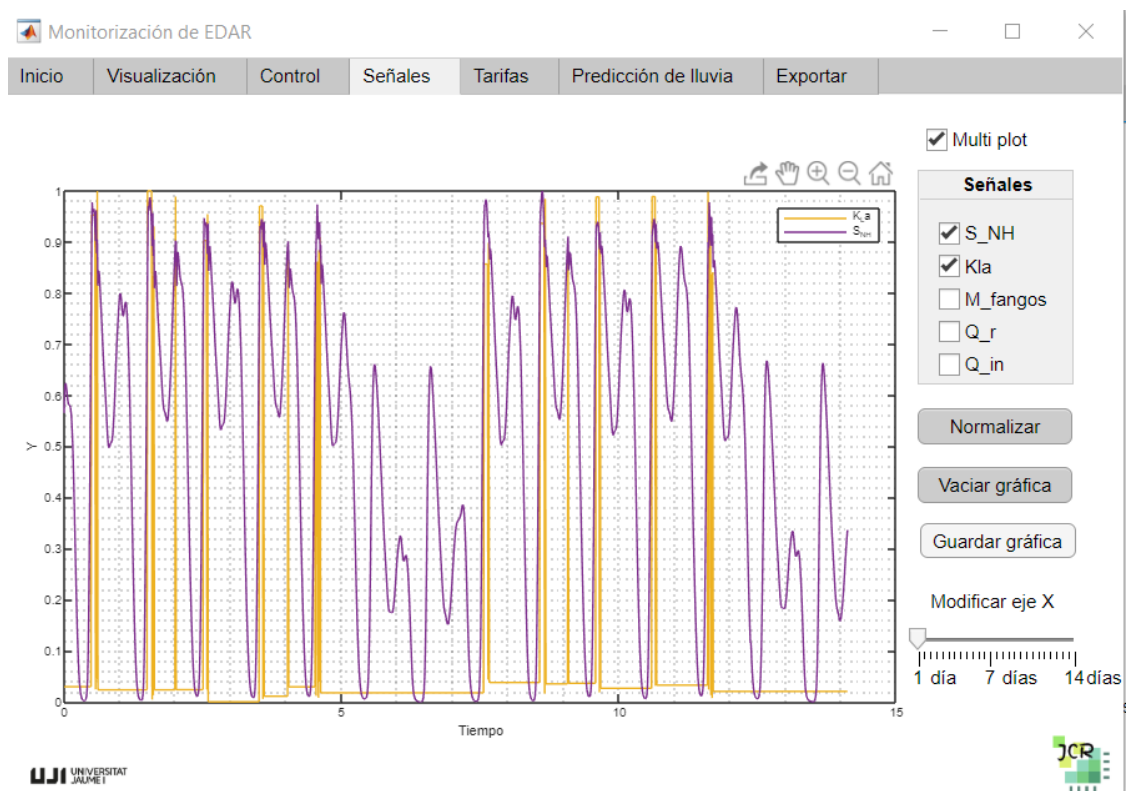 Monitorización de EDAR
Inicio Visualización Control Señales Tarifas Predicción de lluvia Exportar
Multi plot
Señales
S_NH
Kla
M_fangos
Q_r
Q_in
Normalizar
Vaciar gráfica
Guardar gráfica
Modificar eje X
1 día 7 días 14 días
K_La
S_NH
1
0.9
0.8
0.7
0.6
0.5
0.4
0.3
0.2
0.1
0
Y
0 5 10 15
Tiempo
UJI UNIVERSITAT JAUME I
JCR